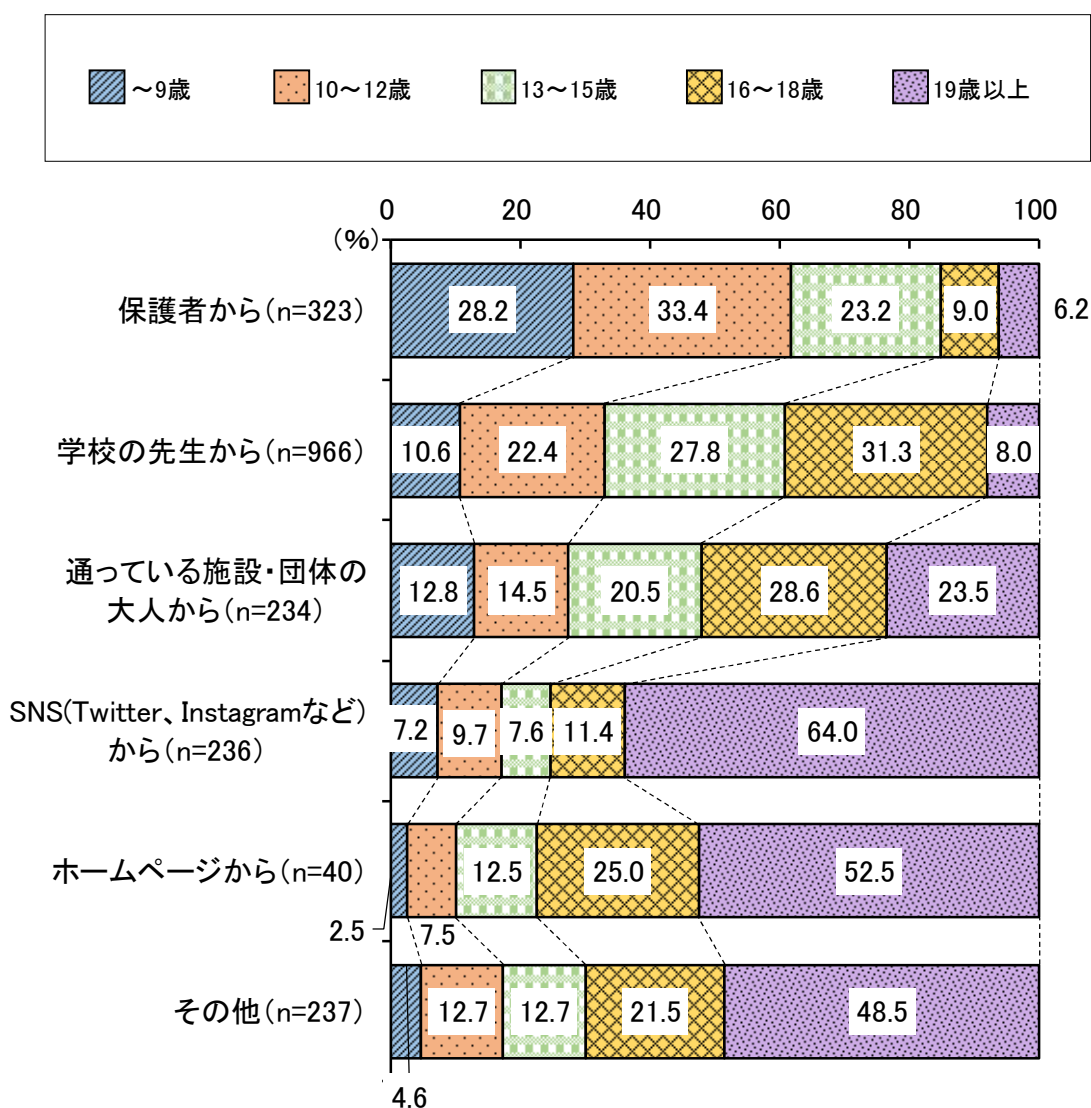 ～9歳 10～12歳 13～15歳 16～18歳 19歳以上
0 20 40 60 80 100
(%)
保護者から(n=323) 28.2 33.4 23.2 9.0 6.2
学校の先生から(n=966) 10.6 22.4 27.8 31.3 8.0
通っている施設・団体の
大人から(n=234) 12.8 14.5 20.5 28.6 23.5
SNS(Twitter、Instagramなど)
から(n=236) 7.2 9.7 7.6 11.4 64.0
ホームページから(n=40) 12.5 25.0 52.5
2.5 7.5
その他(n=237) 12.7 12.7 21.5 48.5
4.6